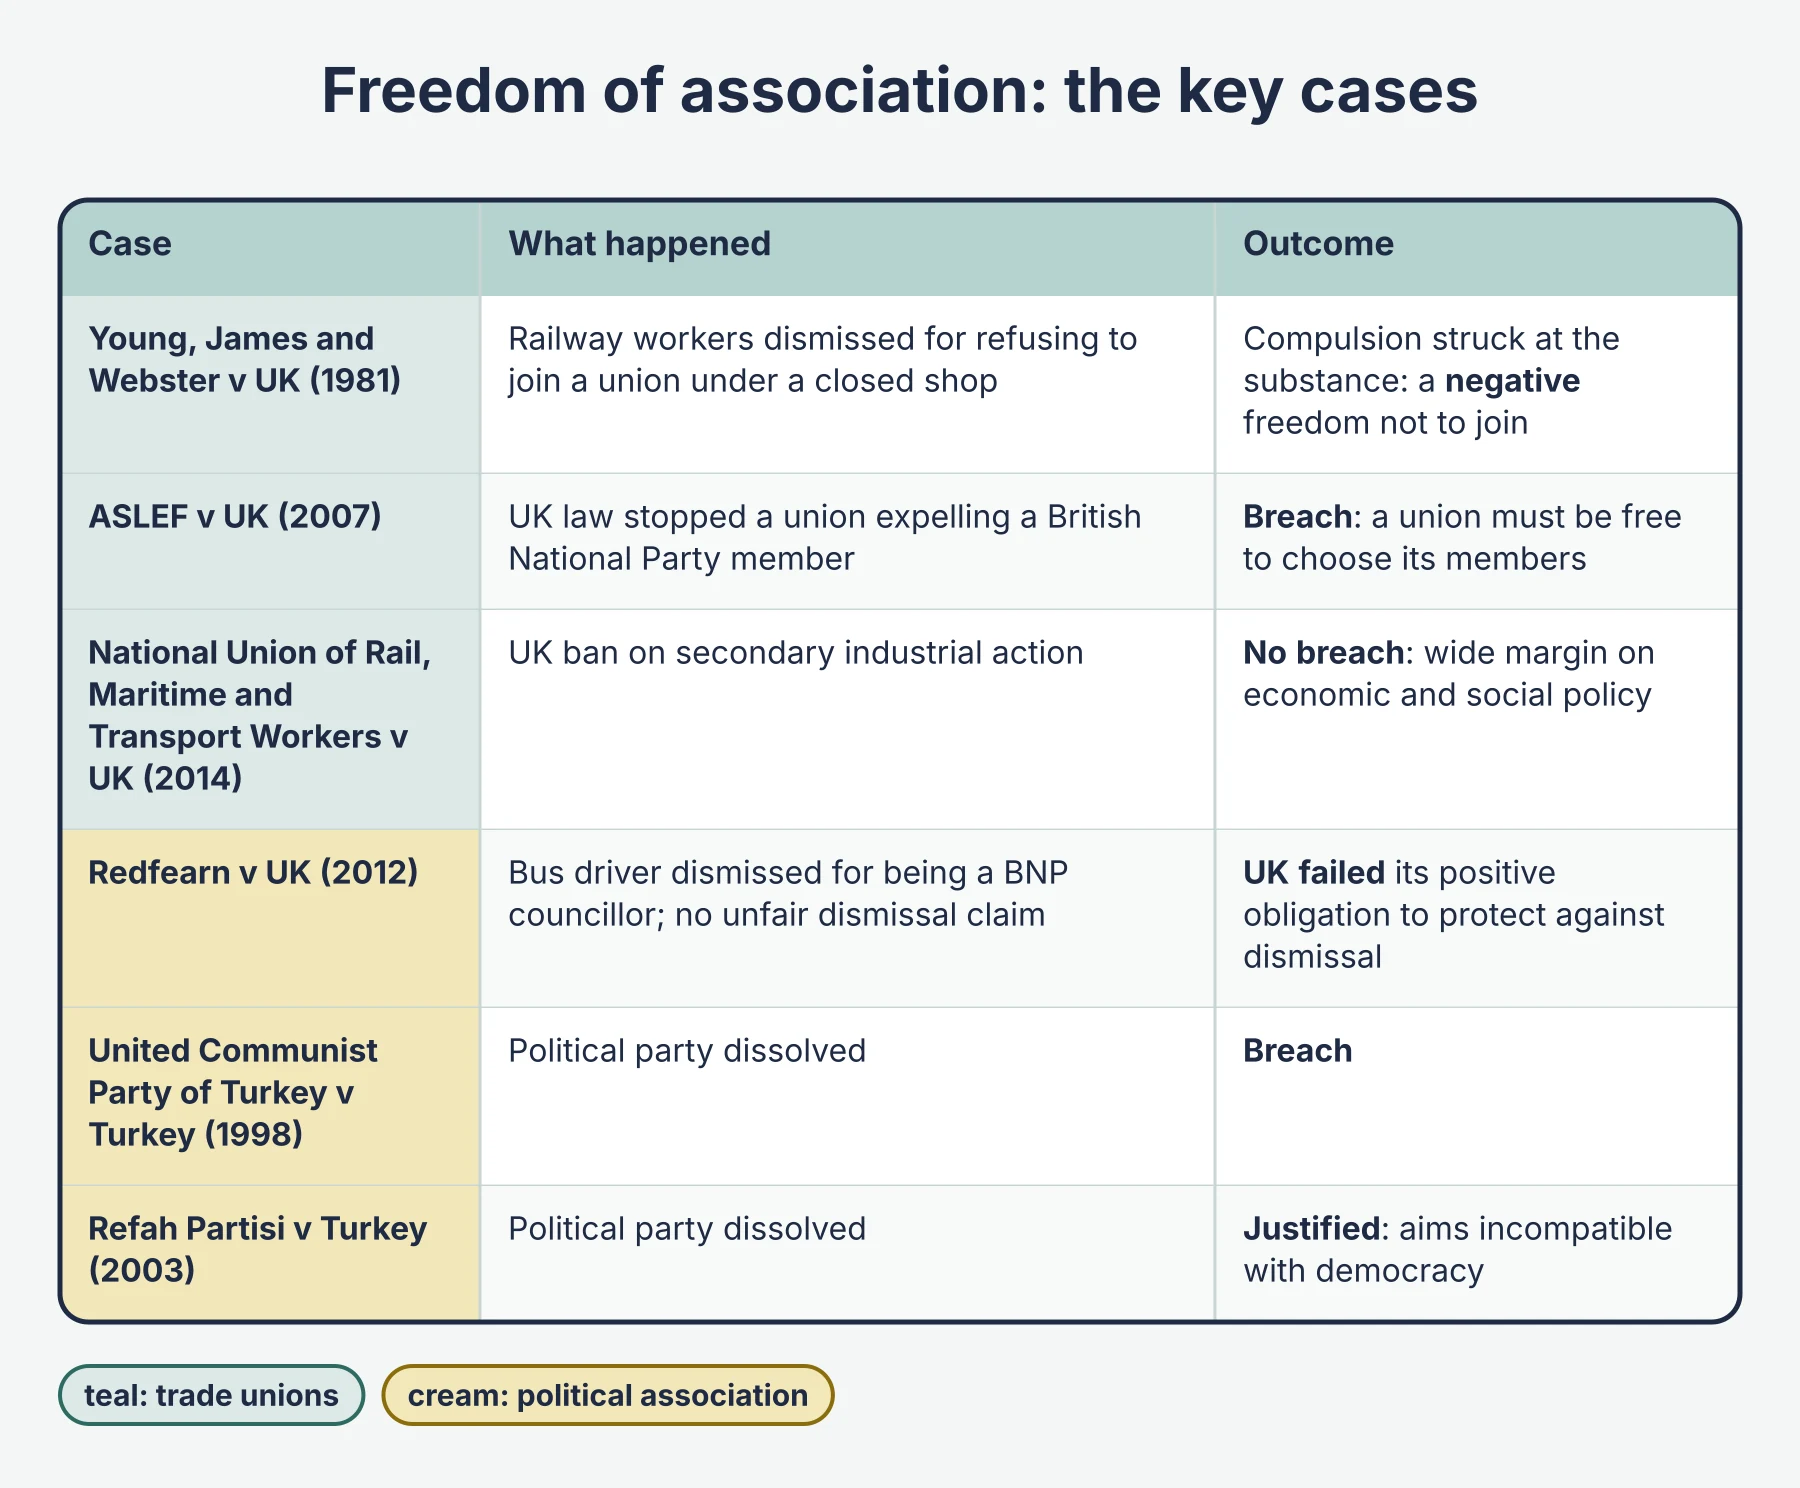 Freedom of association: the key cases
Case
What happened
Outcome
Young, James and
Webster v UK (1981)
Railway workers dismissed for refusing to
join a union under a closed shop
Compulsion struck at the
substance: a negative
freedom not to join
ASLEF v UK (2007)
UK law stopped a union expelling a British
National Party member
Breach: a union must be free
to choose its members
National Union of Rail,
Maritime and
Transport Workers v
UK (2014)
UK ban on secondary industrial action
No breach: wide margin on
economic and social policy
Redfearn v UK (2012)
Bus driver dismissed for being a BNP
councillor; no unfair dismissal claim
UK failed its positive
obligation to protect against
dismissal
United Communist
Party of Turkey v
Turkey (1998)
Political party dissolved
Breach
Refah Partisi v Turkey
(2003)
Political party dissolved
Justified: aims incompatible
with democracy
teal: trade unions
cream: political association